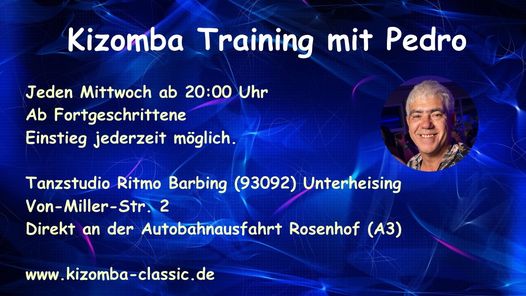 Kizomba Training mit Pedro
Jeden Mittwoch ab 20:00 Uhr
Ab Fortgeschrittene
Einstieg jederzeit möglich.
Tanzstudio Ritmo Barbing (93092) Unterheising
Von-Miller-Str. 2
Direkt an der Autobahnausfahrt Rosenhof (A3)
www.kizomba-classic.de